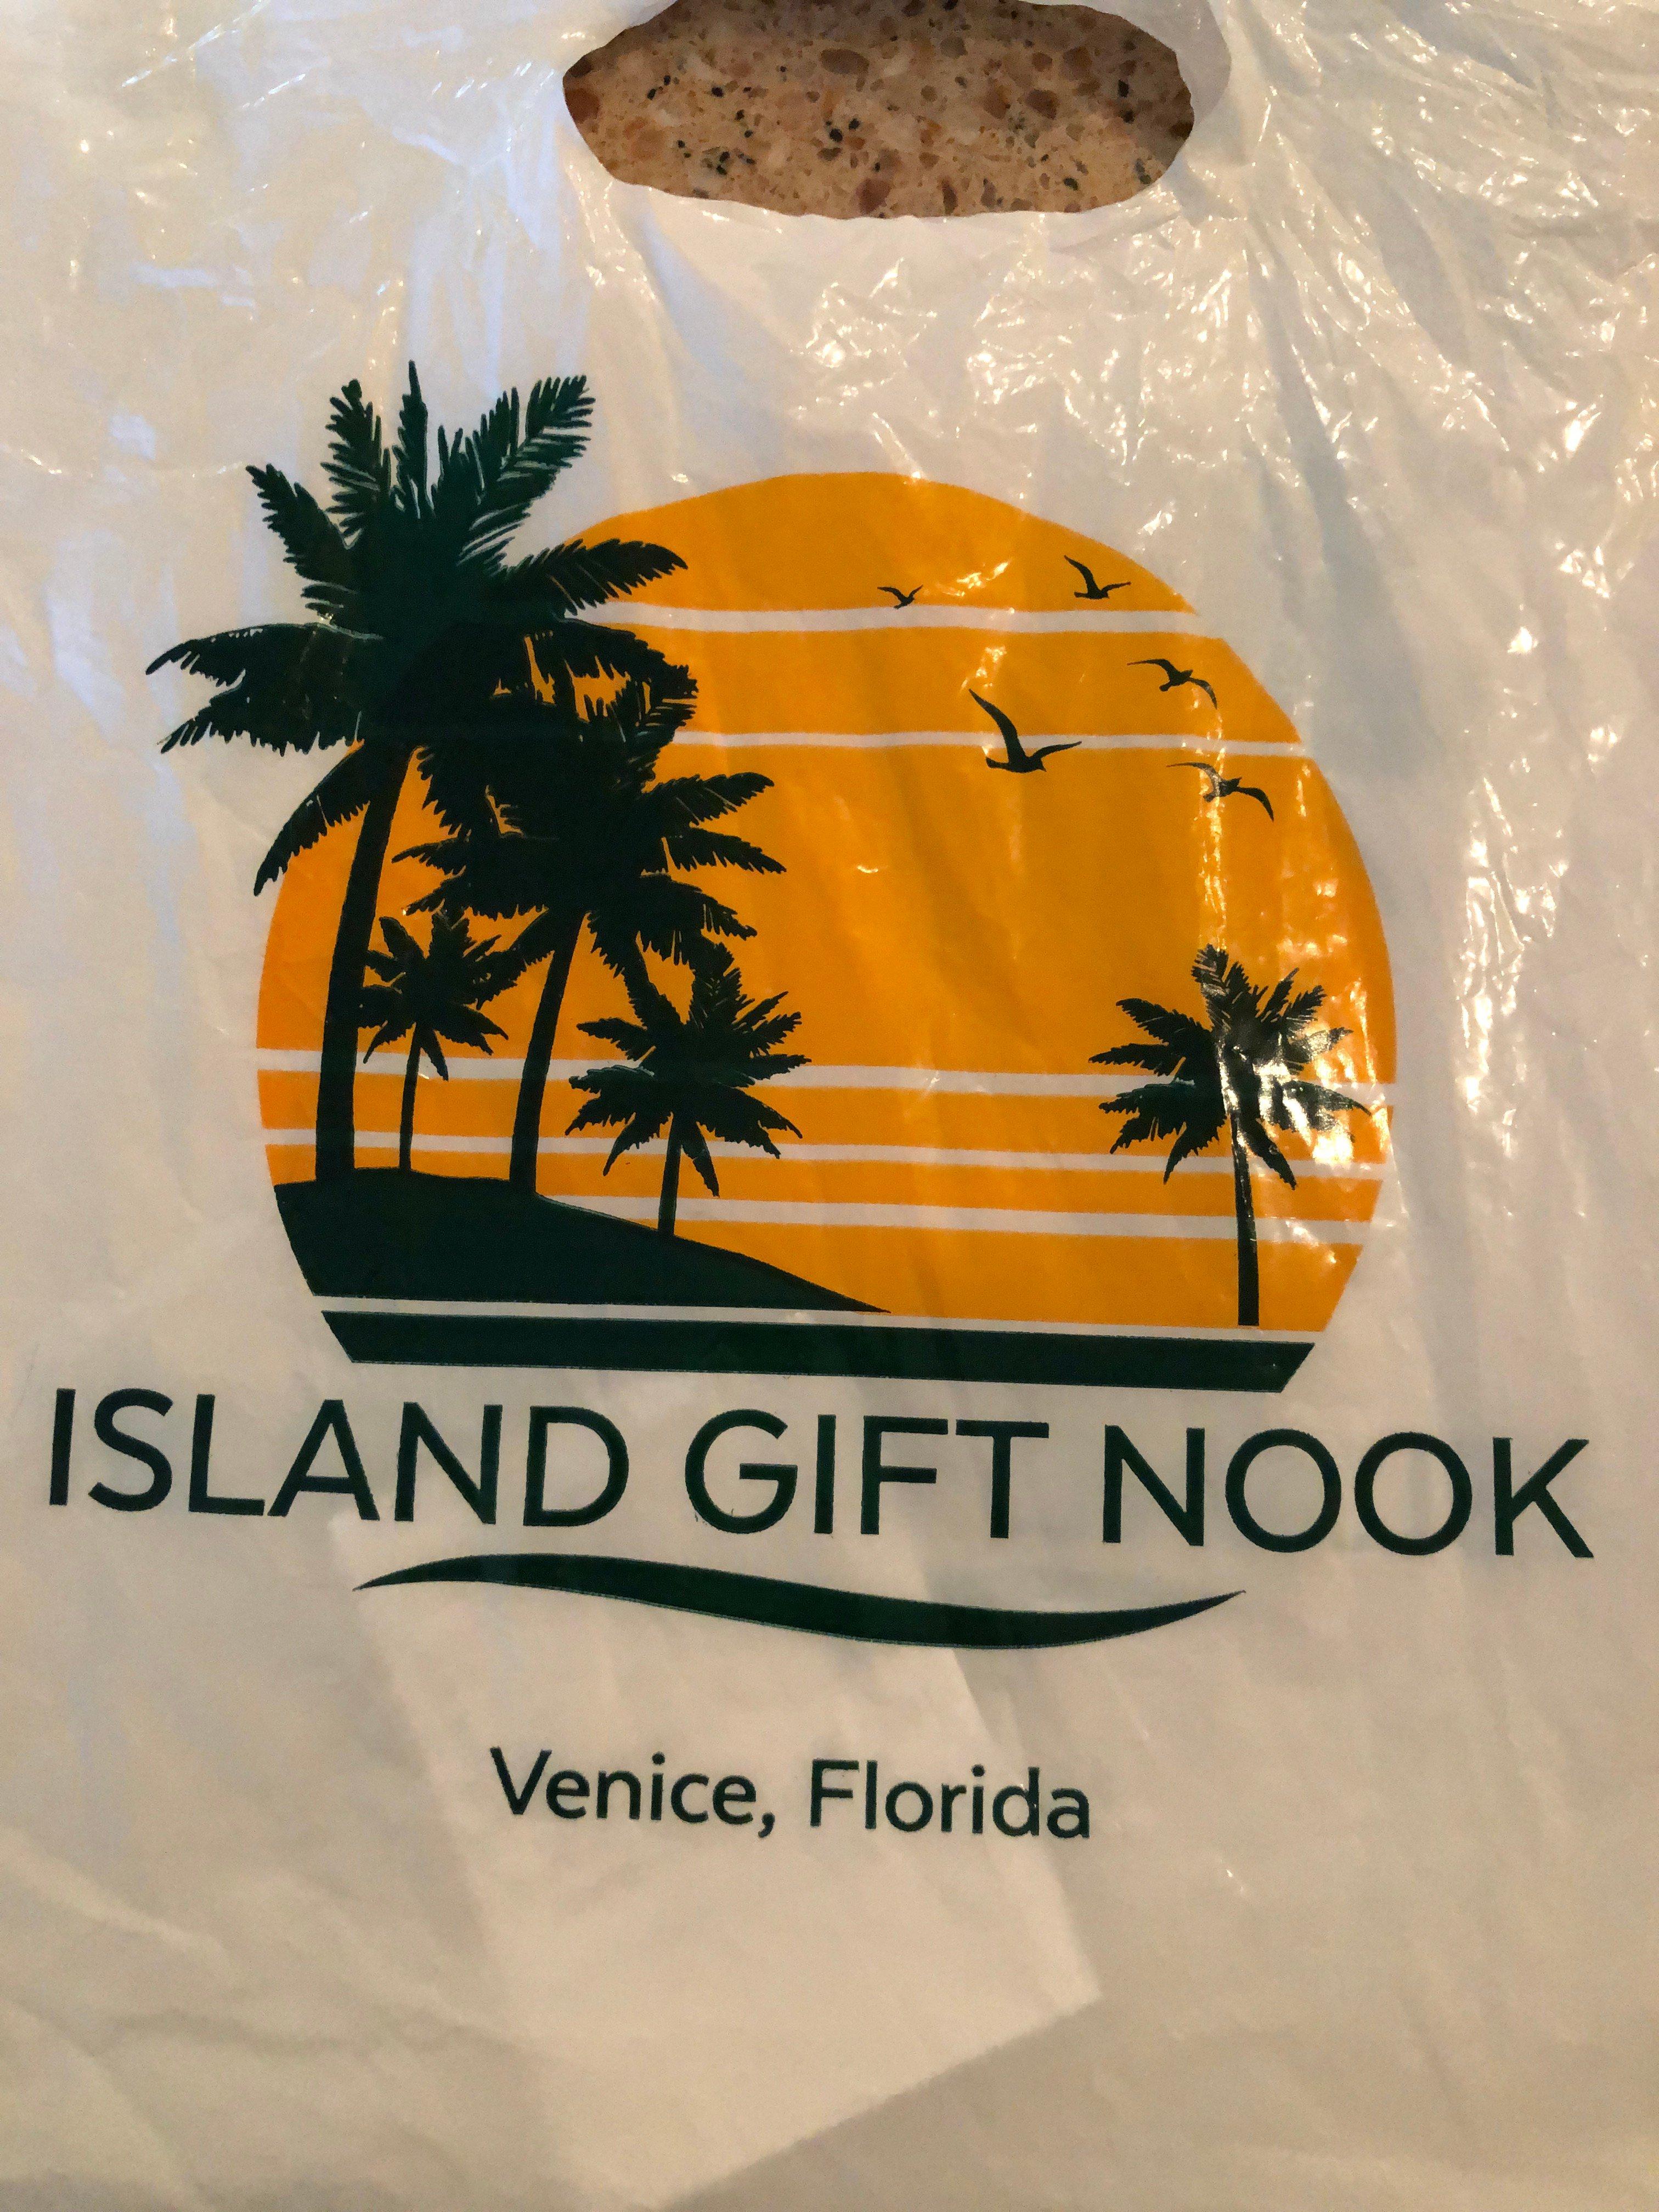 ISLAND GIFT NOOK
Venice, Florida